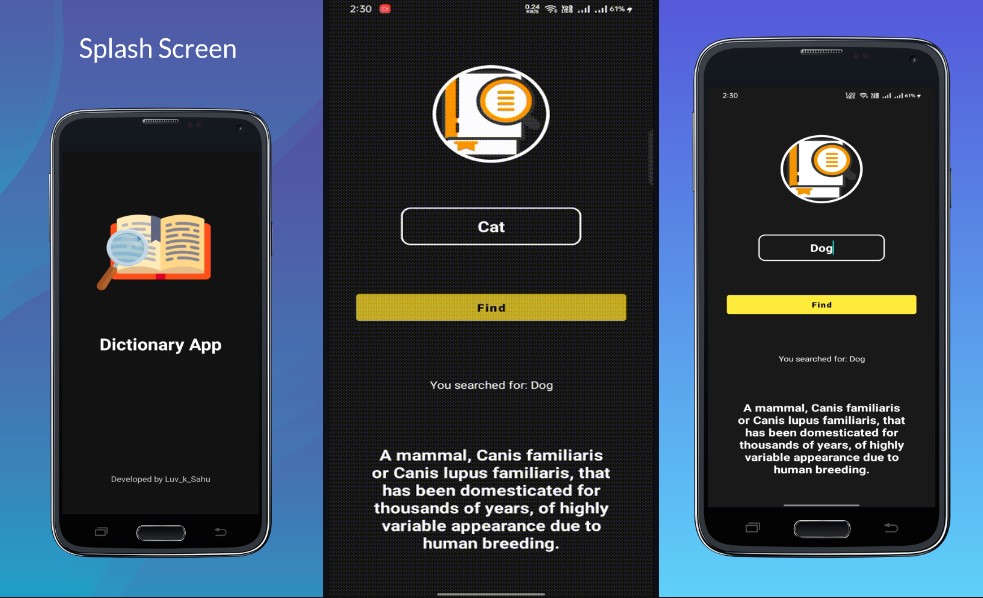 Splash Screen
Dictionary App
Developed by Luv_k_Sahu
2:30
0.24
KB/S
61%
Cat
Find
You searched for: Dog
A mammal, Canis familiaris
or Canis lupus familiaris, that
has been domesticated for
thousands of years, of highly
variable appearance due to
human breeding.
2:30
61%
Dog
Find
You searched for: Dog
A mammal, Canis familiaris
or Canis lupus familiaris, that
has been domesticated for
thousands of years, of highly
variable appearance due to
human breeding.